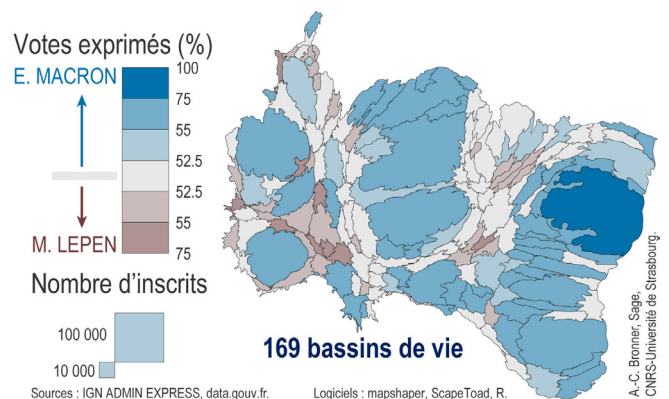 Votes exprimés (%)
E. MACRON
100
75
55
52.5
52.5
55
M. LEPEN
75
Nombre d'inscrits
100 000
10 000
169 bassins de vie
Sources : IGN ADMIN EXPRESS, data.gouv.fr.
Logiciels : mapshaper, ScapeToad, R.
A.-C. Bronner, Sage,
CNRS-Université de Strasbourg.